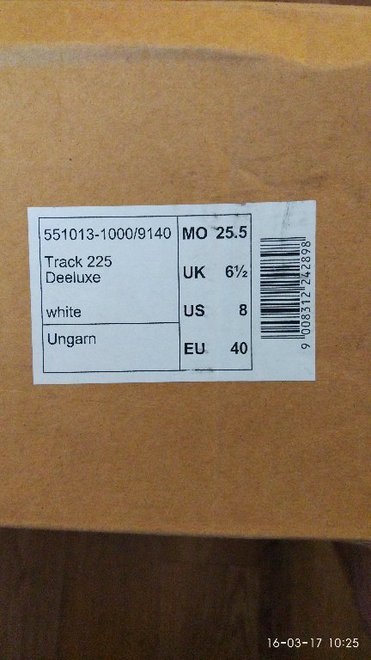 551013-1000/9140
Track 225
Deeluxe
white
Ungarn
MO 25.5
UK 6½
US 8
EU 40
9 008312 242898
16-03-17 10:25